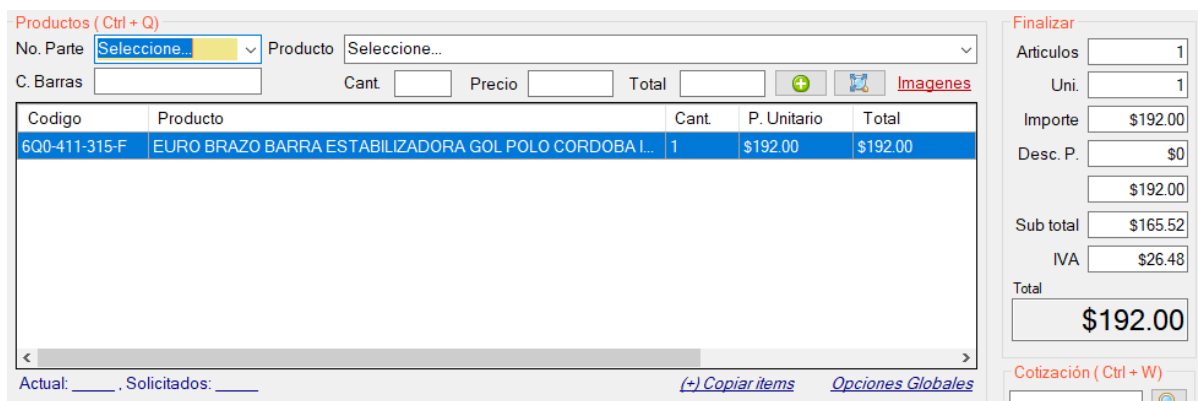 Productos ( Ctrl + Q)
No. Parte Seleccione... Producto Seleccione...
C. Barras Cant. Precio Total Imagenes
Codigo Producto Cant. P. Unitario Total
6Q0-411-315-F EURO BRAZO BARRA ESTABILIZADORA GOL POLO CORDOBA I... 1 $192.00 $192.00
Actual: _____ , Solicitados: _____ (+) Copiar items Opciones Globales
Finalizar
Articulos 1
Uni. 1
Importe $192.00
Desc. P. $0
$192.00
Sub total $165.52
IVA $26.48
Total
$192.00
Cotización ( Ctrl + W)